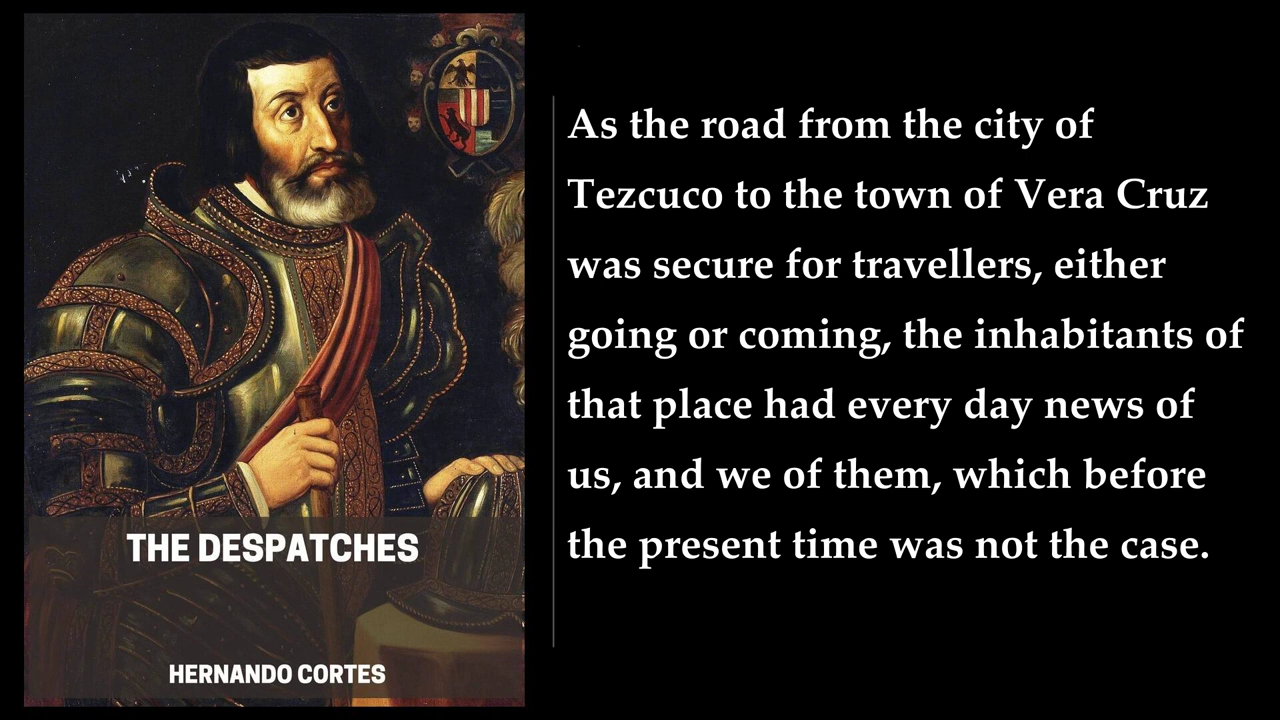 THE DESPATCHES
HERNANDO CORTES
As the road from the city of
Tezcuco to the town of Vera Cruz
was secure for travellers, either
going or coming, the inhabitants of
that place had every day news of
us, and we of them, which before
the present time was not the case.